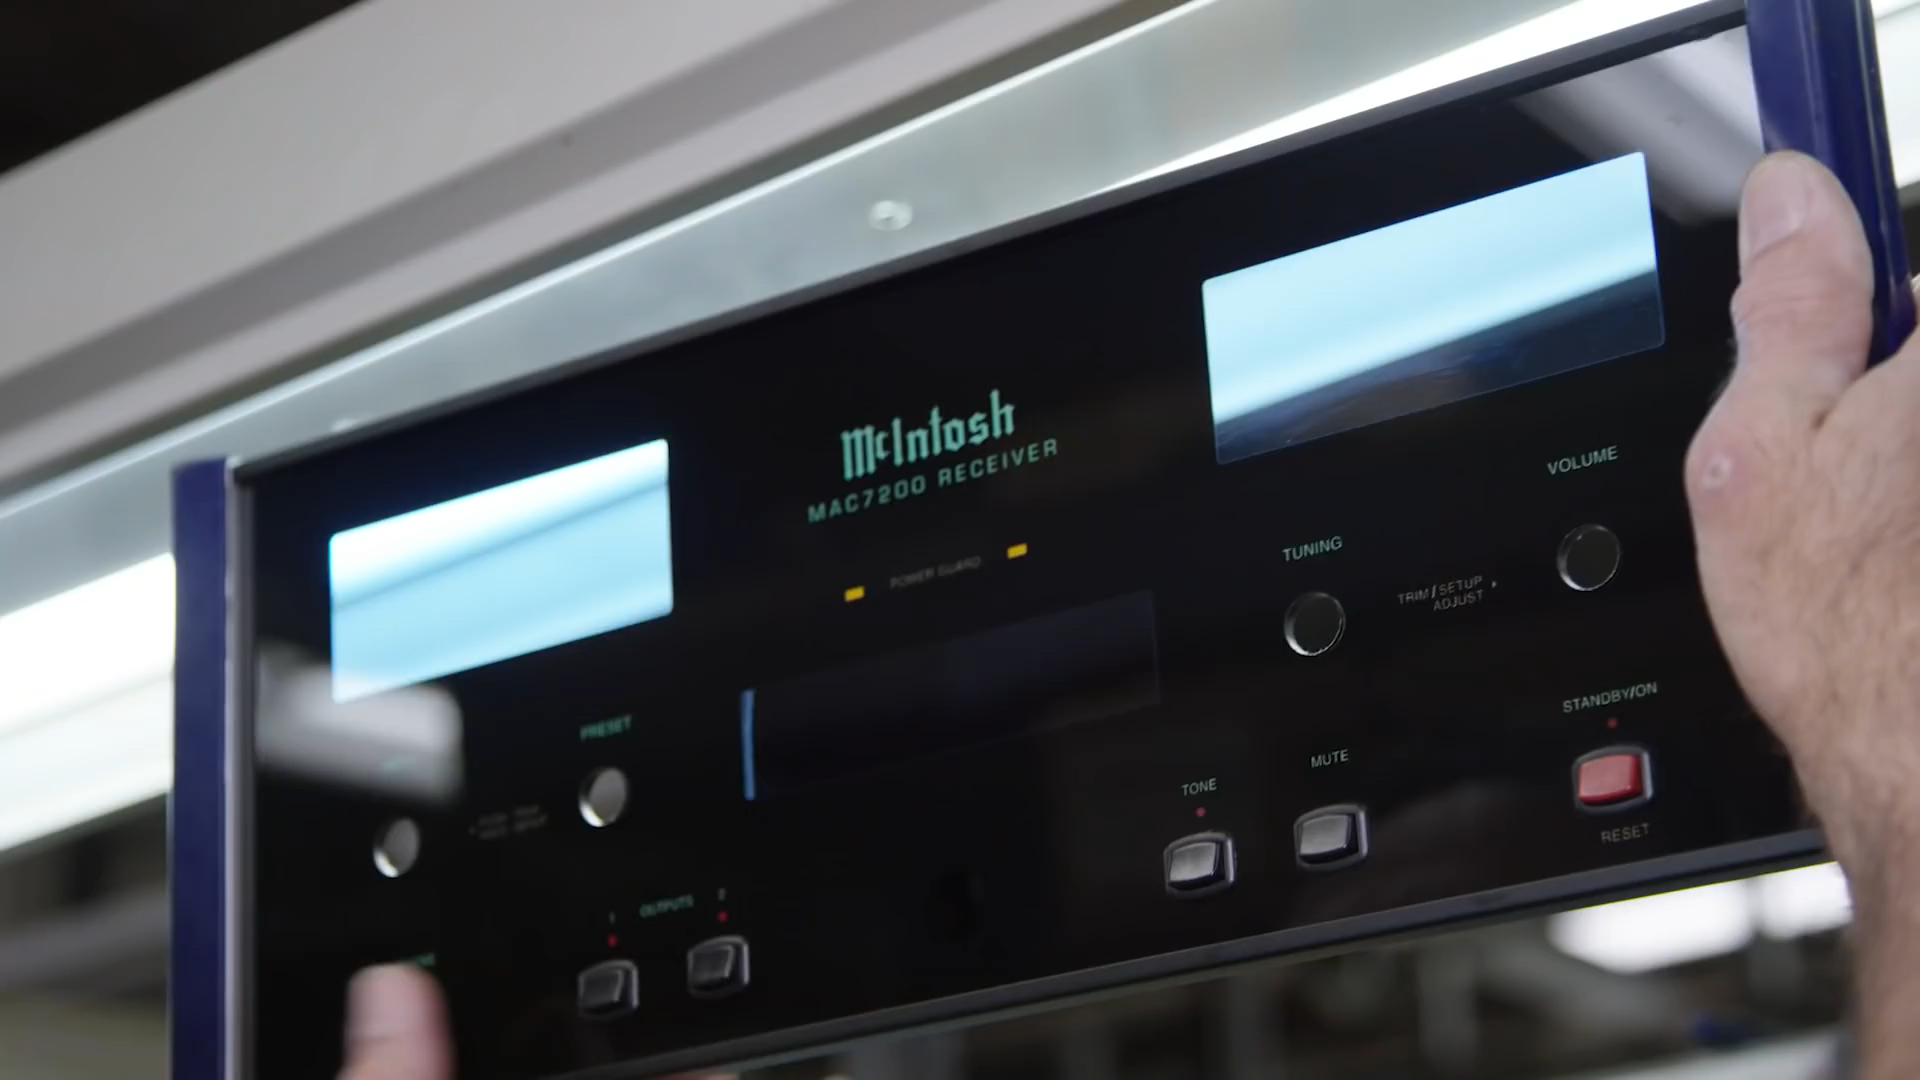 McIntosh
MAC7200 RECEIVER
POWER GUARD
VOLUME
TUNING
TRIM/SETUP
ADJUST
PRESET
STANDBY/ON
MUTE
TONE
RESET
1 OUTPUTS 2